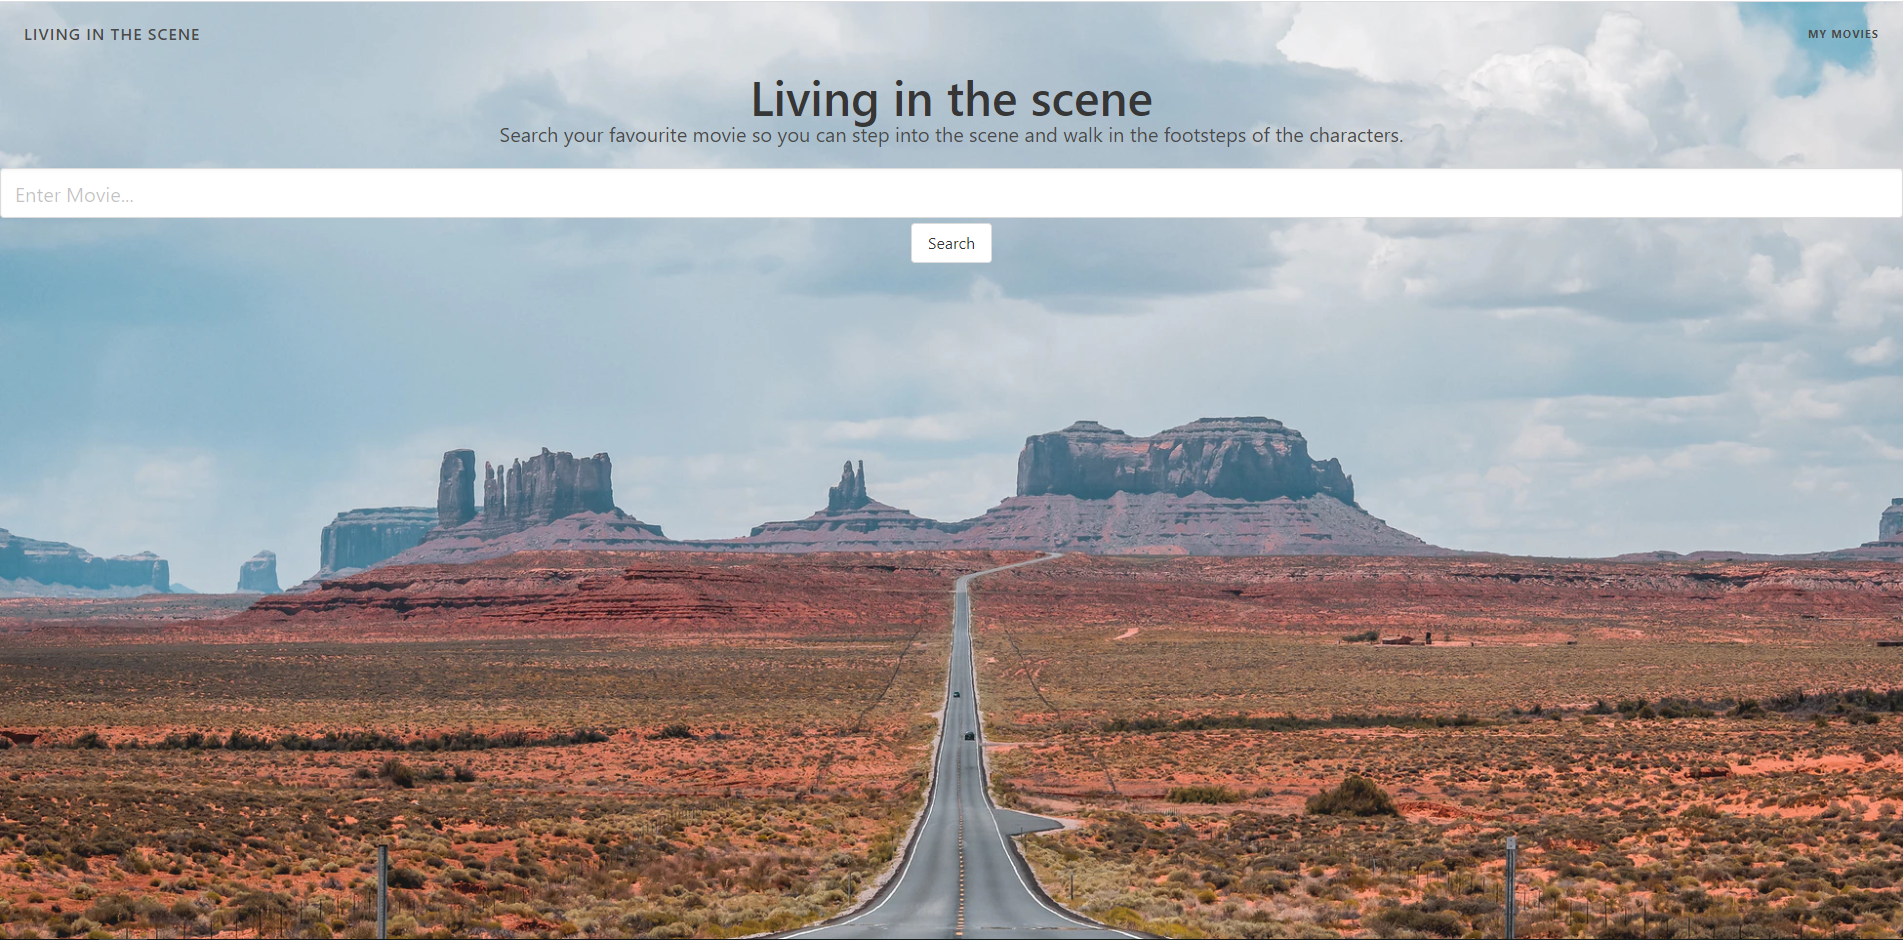 LIVING IN THE SCENE
MY MOVIES
Living in the scene
Search your favourite movie so you can step into the scene and walk in the footsteps of the characters.
Enter Movie...
Search